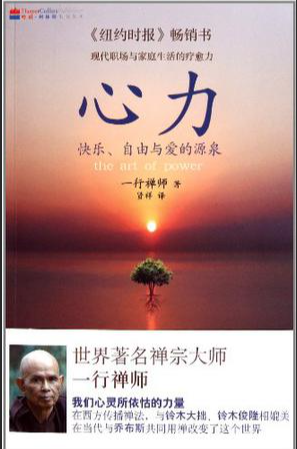 HarperCollins
《纽约时报》畅销书
现代职场与家庭生活的疗愈力
心力
快乐、自由与爱的源泉
the art of power
一行禅师 著
世界著名禅宗大师
一行禅师
我们心灵所依怙的力量
在西方传播禅法，与铃木大拙、铃木俊隆相媲美
在当代与乔布斯共同用禅改变了这个世界